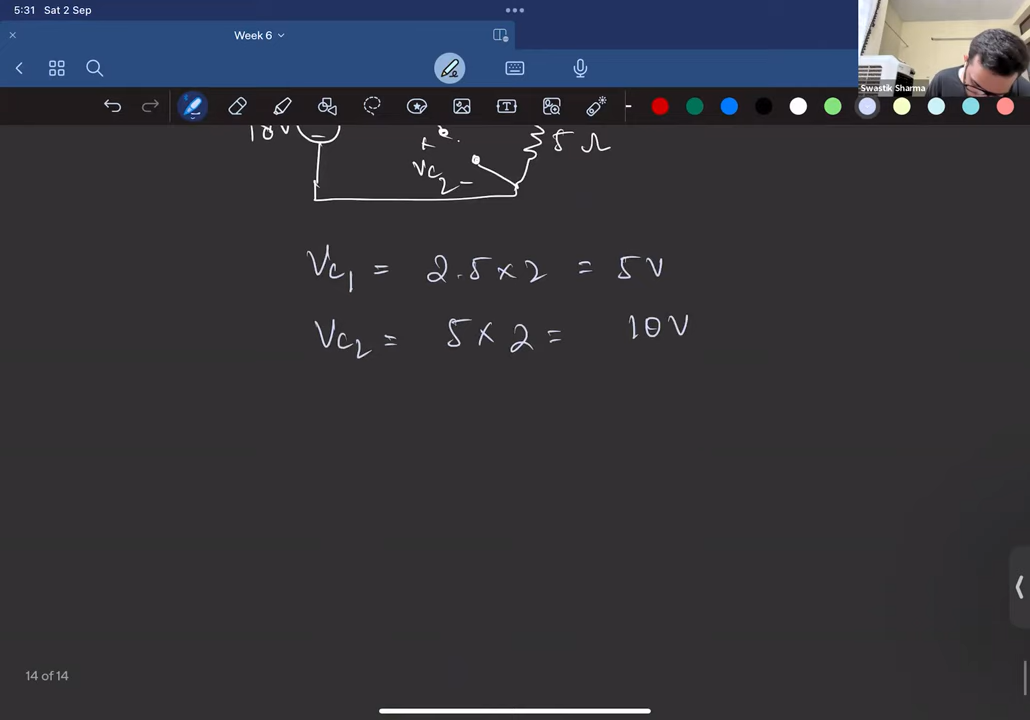 5:31 Sat 2 Sep
Week 6
Swastik Sharma
18V
−
+
5 Ω
Vc₂ −
Vc₁ = 2.5 × 2 = 5V
Vc₂ = 5 × 2 = 10V
14 of 14